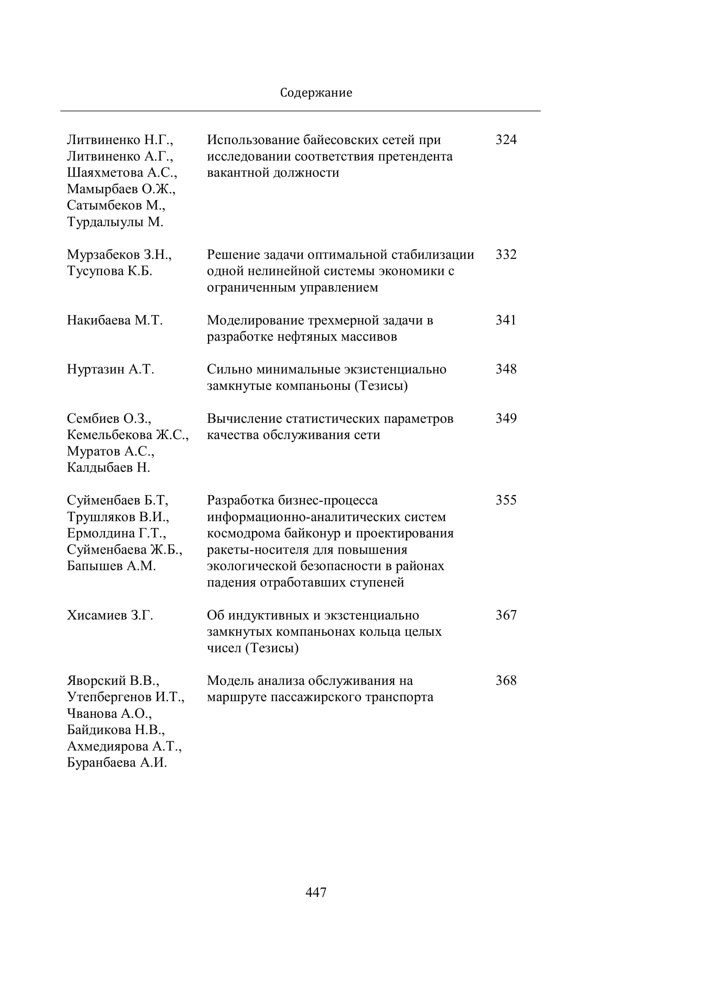 Содержание
Литвиненко Н.Г., Использование байесовских сетей при 324
Литвиненко А.Г., исследовании соответствия претендента
Шаяхметова А.С., вакантной должности
Мамырбаев О.Ж.,
Сатымбеков М.,
Турдалыулы М.
Мурзабеков З.Н., Решение задачи оптимальной стабилизации 332
Тусупова К.Б. одной нелинейной системы экономики с
ограниченным управлением
Накибаева М.Т. Моделирование трехмерной задачи в 341
разработке нефтяных массивов
Нуртазин А.Т. Сильно минимальные экзистенциально 348
замкнутые компаньоны (Тезисы)
Сембиев О.З., Вычисление статистических параметров 349
Кемельбекова Ж.С., качества обслуживания сети
Муратов А.С.,
Калдыбаев Н.
Суйменбаев Б.Т, Разработка бизнес-процесса 355
Трушляков В.И., информационно-аналитических систем
Ермолдина Г.Т., космодрома байконур и проектирования
Суйменбаева Ж.Б., ракеты-носителя для повышения
Бапышев А.М. экологической безопасности в районах
падения отработавших ступеней
Хисамиев З.Г. Об индуктивных и экзстенциально 367
замкнутых компаньонах кольца целых
чисел (Тезисы)
Яворский В.В., Модель анализа обслуживания на 368
Утепбергенов И.Т., маршруте пассажирского транспорта
Чванова А.О.,
Байдикова Н.В.,
Ахмедиярова А.Т.,
Буранбаева А.И.
447